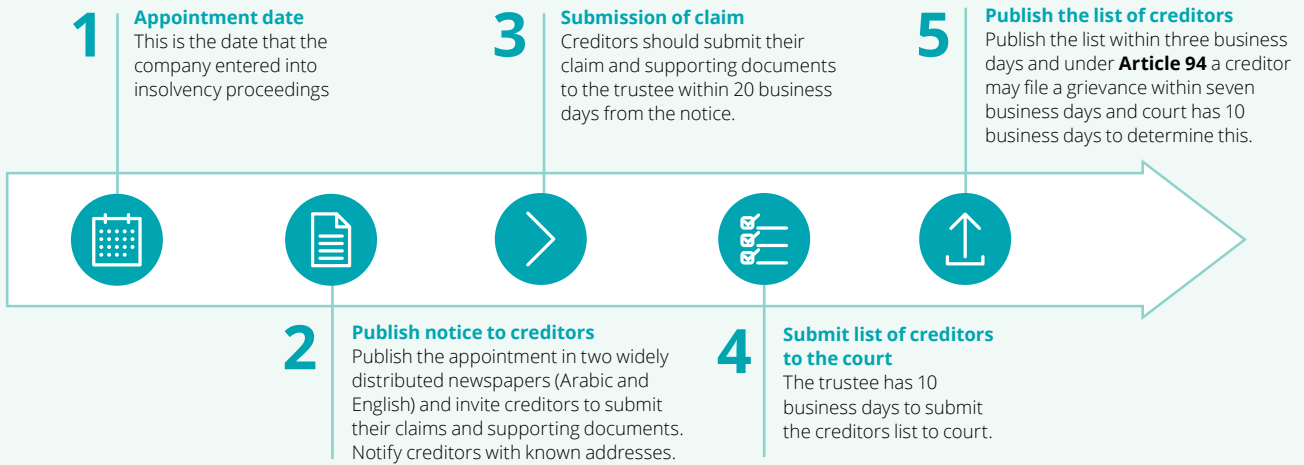 1
Appointment date
This is the date that the
company entered into
insolvency proceedings
2
Publish notice to creditors
Publish the appointment in two widely
distributed newspapers (Arabic and
English) and invite creditors to submit
their claims and supporting documents.
Notify creditors with known addresses.
3
Submission of claim
Creditors should submit their
claim and supporting documents
to the trustee within 20 business
days from the notice.
4
Submit list of creditors
to the court
The trustee has 10
business days to submit
the creditors list to court.
5
Publish the list of creditors
Publish the list within three business
days and under Article 94 a creditor
may file a grievance within seven
business days and court has 10
business days to determine this.